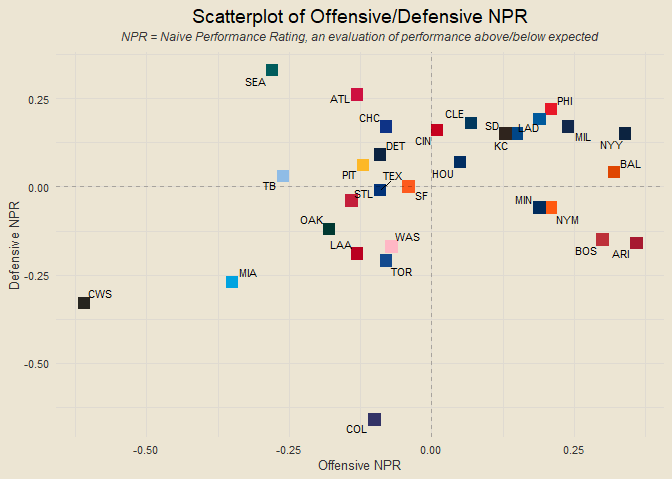 Scatterplot of Offensive/Defensive NPR
NPR = Naive Performance Rating, an evaluation of performance above/below expected
SEA
ATL
PHI
0.25
CHC
CLE
SD
LAD
CIN
KC
MIL
NYY
DET
PIT
TEX
HOU
BAL
0.00
TB
STL
SF
MIN
OAK
NYM
WAS
LAA
BOS
ARI
Defensive NPR
-0.25
MIA
TOR
CWS
-0.50
COL
-0.50
-0.25
0.00
0.25
Offensive NPR